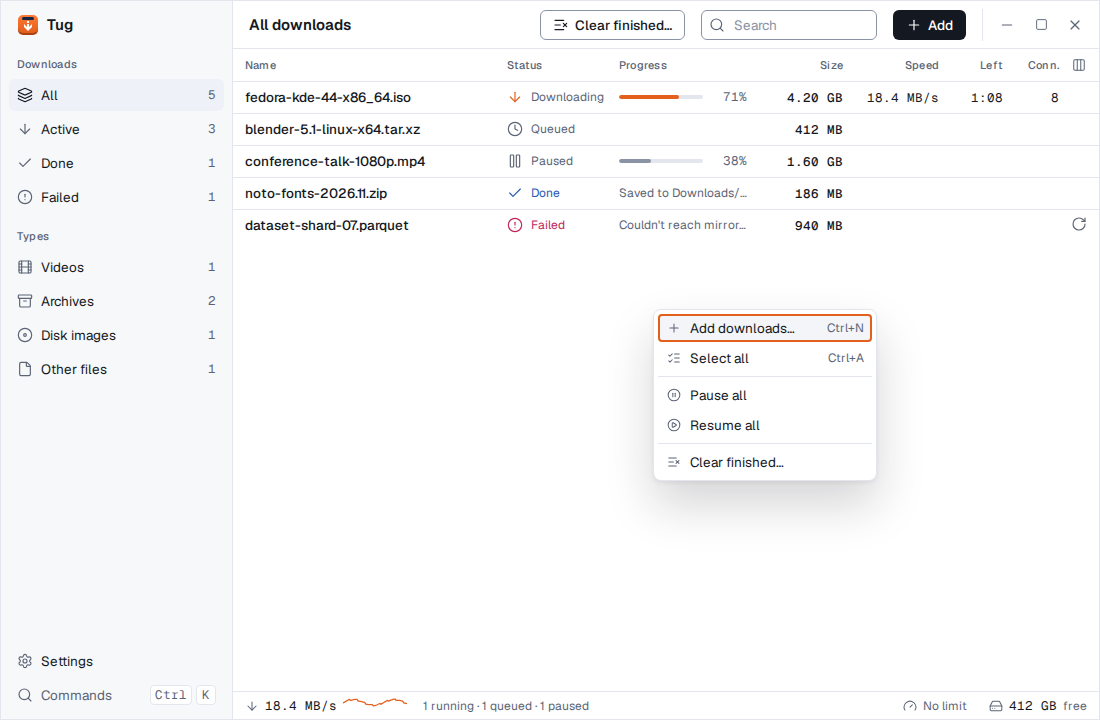 Tug
All downloads
Clear finished...
Search
Add
Downloads
All 5
Active 3
Done 1
Failed 1
Types
Videos 1
Archives 2
Disk images 1
Other files 1
Settings
Commands Ctrl K
Name Status Progress Size Speed Left Conn.
fedora-kde-44-x86_64.iso Downloading 71% 4.20 GB 18.4 MB/s 1:08 8
blender-5.1-linux-x64.tar.xz Queued 412 MB
conference-talk-1080p.mp4 Paused 38% 1.60 GB
noto-fonts-2026.11.zip Done Saved to Downloads/... 186 MB
dataset-shard-07.parquet Failed Couldn't reach mirror... 940 MB
Add downloads... Ctrl+N
Select all Ctrl+A
Pause all
Resume all
Clear finished...
18.4 MB/s 1 running · 1 queued · 1 paused No limit 412 GB free